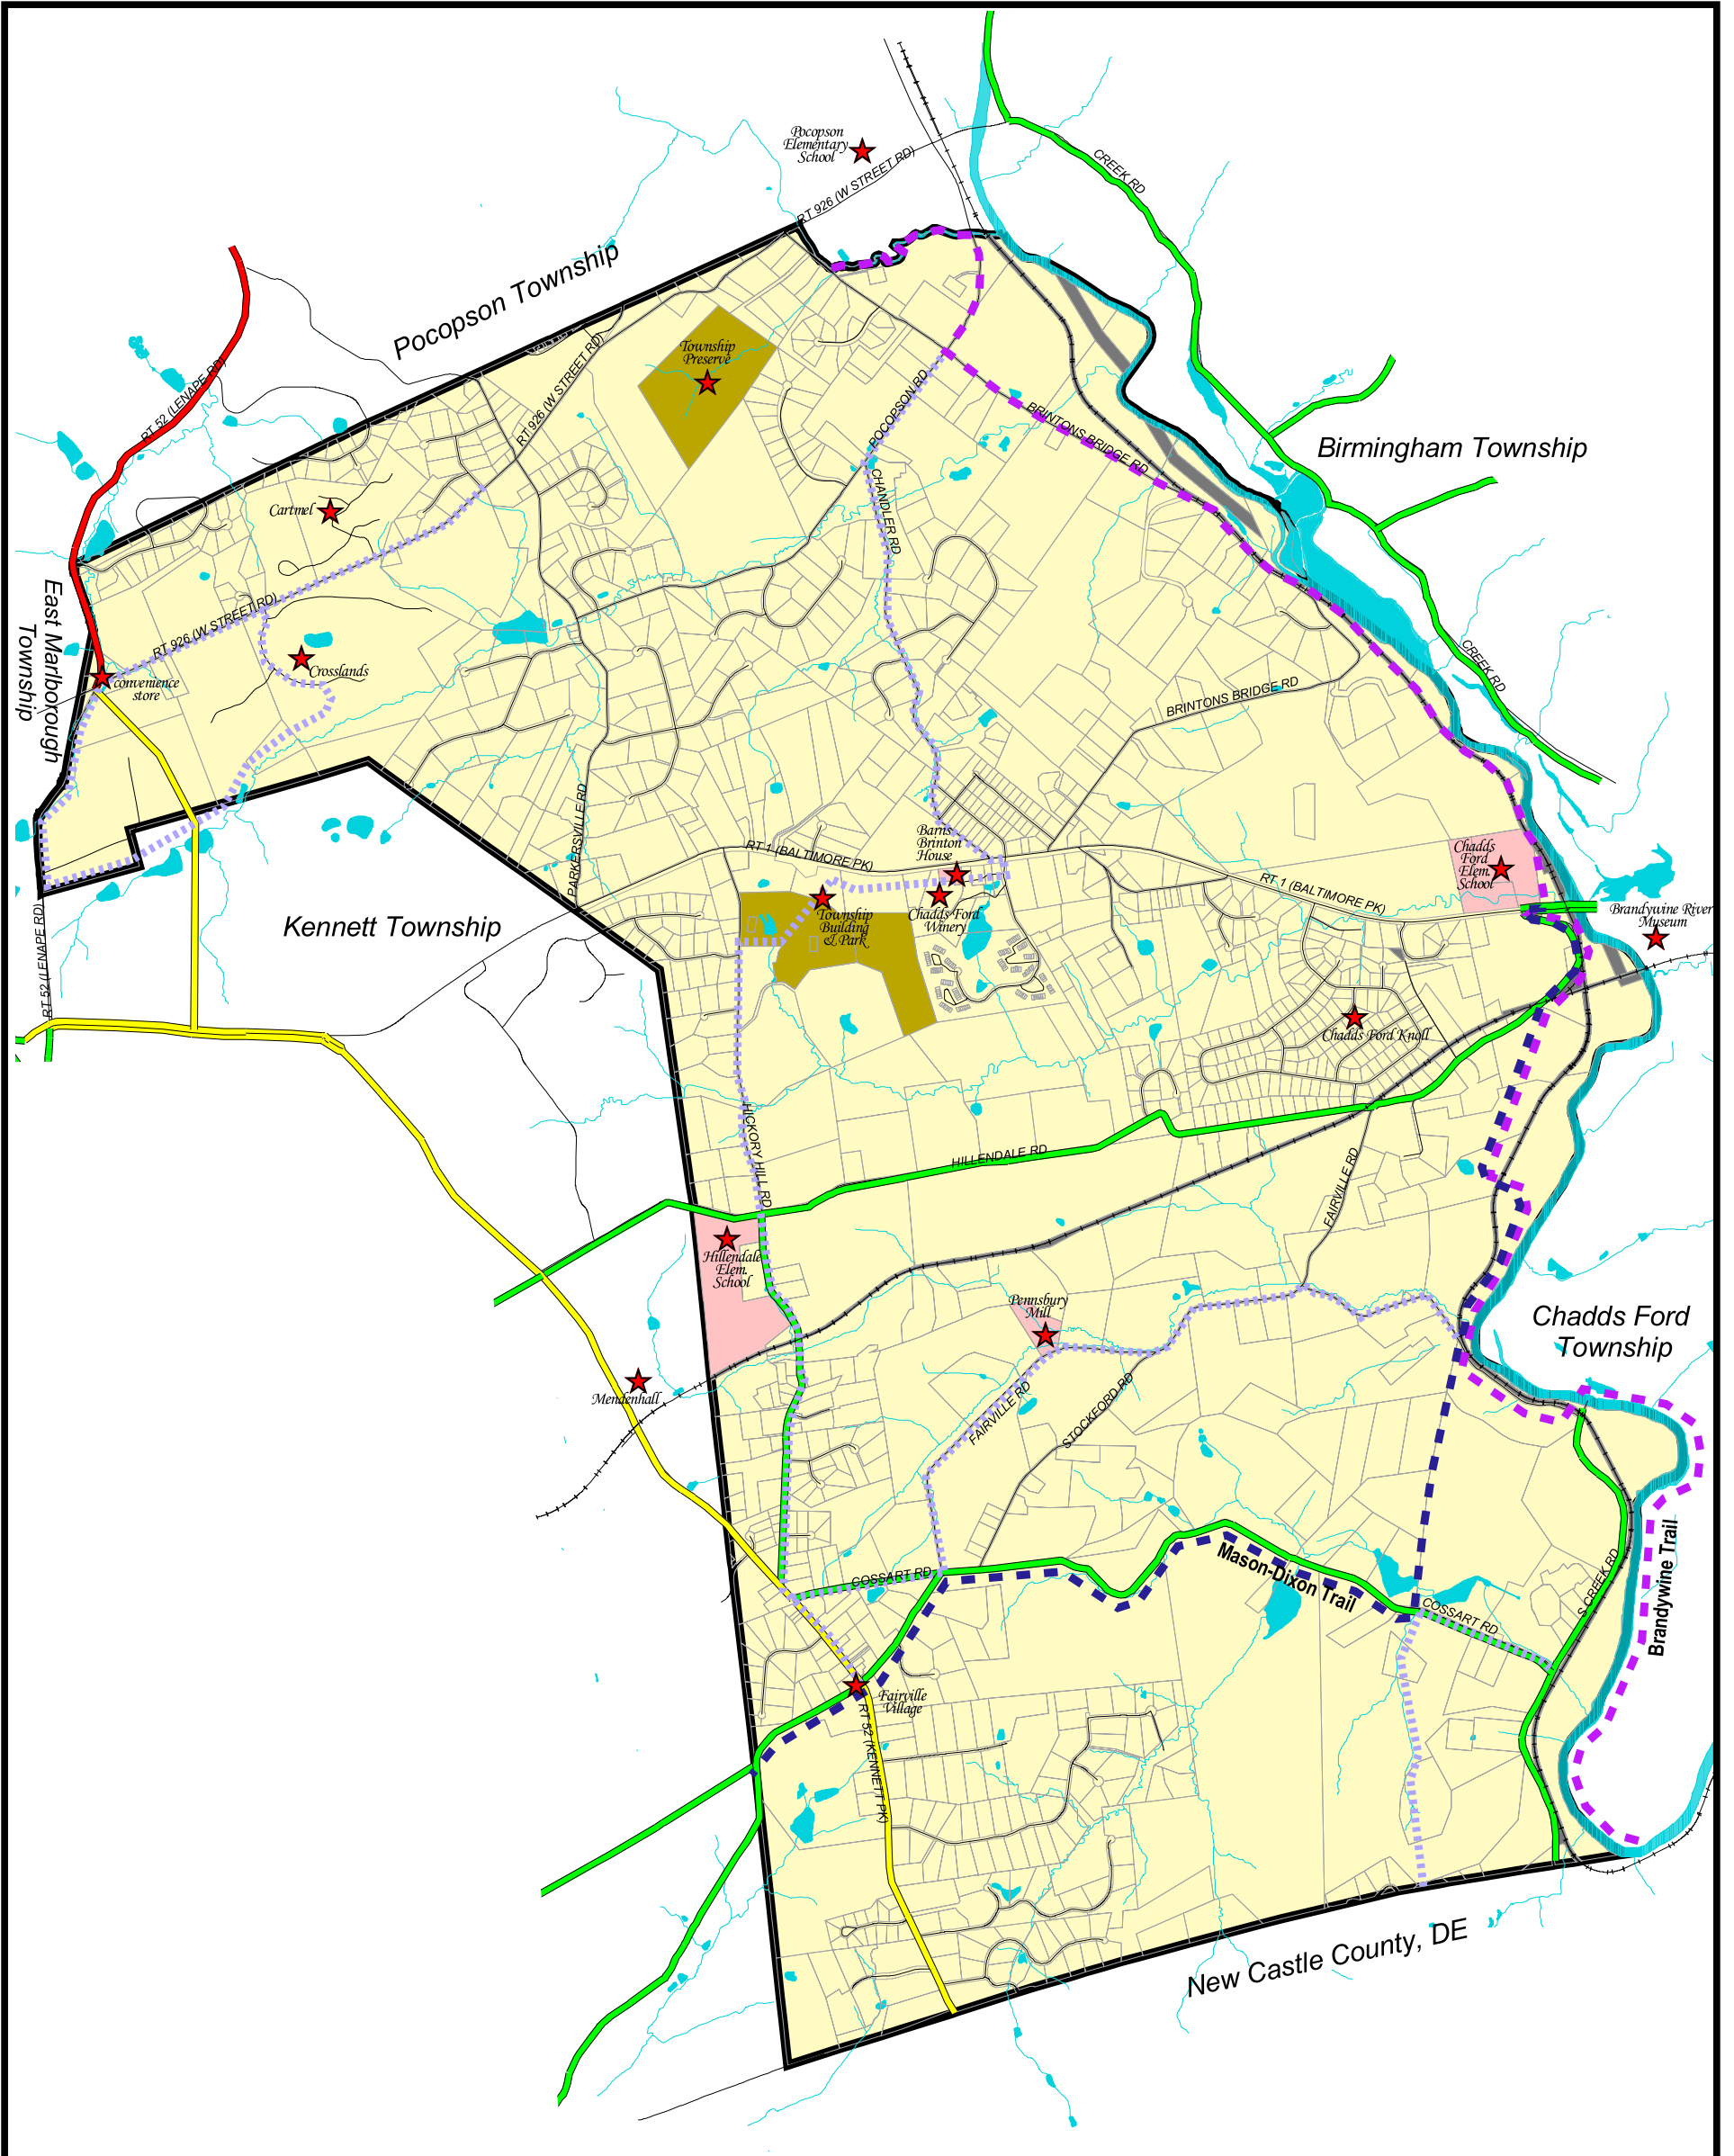 Pocopson
Elementary
School
RT 926 (W STREET RD)
CREEK RD
Pocopson Township
Township
Preserve
RT 52 (LENAPE RD)
RT 926 (W STREET RD)
POCOPSON RD
BRINTONS BRIDGE RD
Birmingham Township
Cartmel
CHANDLER RD
East Marlborough
Township
RT 926 (W STREET RD)
Crosslands
convenience
store
CREEK RD
BRINTONS BRIDGE RD
PARKERSVILLE RD
RT 1 (BALTIMORE PK)
Barns
Brinton
House
Chadds
Ford
Elem.
School
RT 1 (BALTIMORE PK)
Kennett Township
Township
Building
& Park
Chadds Ford
Winery
Brandywine River
Museum
RT 52 (LENAPE RD)
Chadds Ford Knoll
HICKORY HILL RD
HILLENDALE RD
FAIRVILLE RD
Hillendale
Elem.
School
Pennsbury
Mill
Chadds Ford
Township
Mendenhall
FAIRVILLE RD
STOCKFORD RD
Mason-Dixon Trail
COSSART RD
COSSART RD
S CREEK RD
Brandywine Trail
Fairville
Village
RT 52 (KENNETT PK)
New Castle County, DE